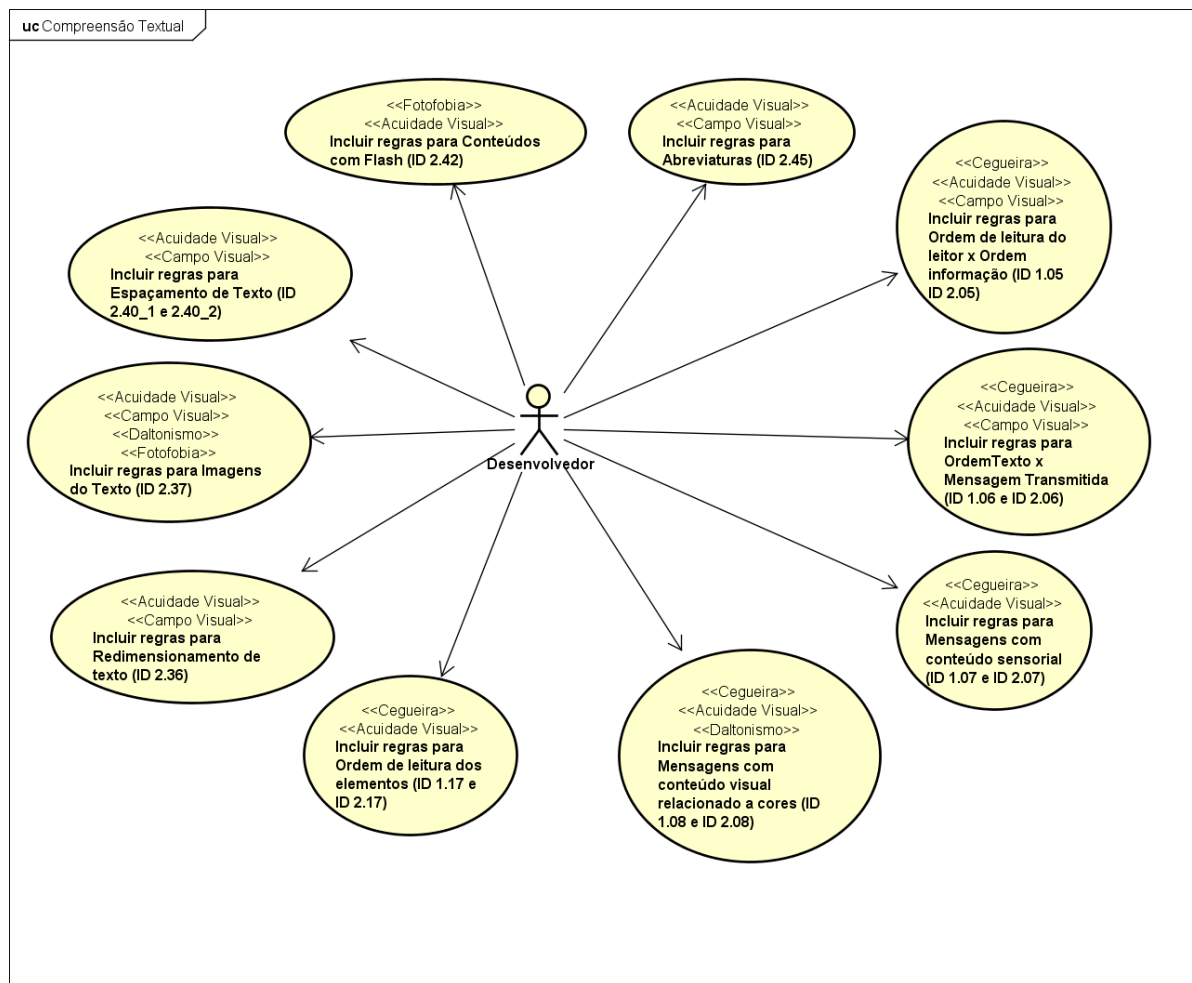 uc Compreensão Textual
<<Fotofobia>>
<<Acuidade Visual>>
Incluir regras para Conteúdos
com Flash (ID 2.42)
<<Acuidade Visual>>
<<Campo Visual>>
Incluir regras para
Abreviaturas (ID 2.45)
<<Cegueira>>
<<Acuidade Visual>>
<<Campo Visual>>
Incluir regras para
Ordem de leitura do
leitor x Ordem
informação (ID 1.05
ID 2.05)
<<Acuidade Visual>>
<<Campo Visual>>
Incluir regras para
Espaçamento de Texto (ID
2.40_1 e 2.40_2)
<<Acuidade Visual>>
<<Campo Visual>>
<<Daltonismo>>
<<Fotofobia>>
Incluir regras para Imagens
do Texto (ID 2.37)
Desenvolvedor
<<Cegueira>>
<<Acuidade Visual>>
<<Campo Visual>>
Incluir regras para
OrdemTexto x
Mensagem Transmitida
(ID 1.06 e ID 2.06)
<<Acuidade Visual>>
<<Campo Visual>>
Incluir regras para
Redimensionamento de
texto (ID 2.36)
<<Cegueira>>
<<Acuidade Visual>>
Incluir regras para
Mensagens com
conteúdo sensorial
(ID 1.07 e ID 2.07)
<<Cegueira>>
<<Acuidade Visual>>
Incluir regras para
Ordem de leitura dos
elementos (ID 1.17 e
ID 2.17)
<<Cegueira>>
<<Acuidade Visual>>
<<Daltonismo>>
Incluir regras para
Mensagens com
conteúdo visual
relacionado a cores (ID
1.08 e ID 2.08)